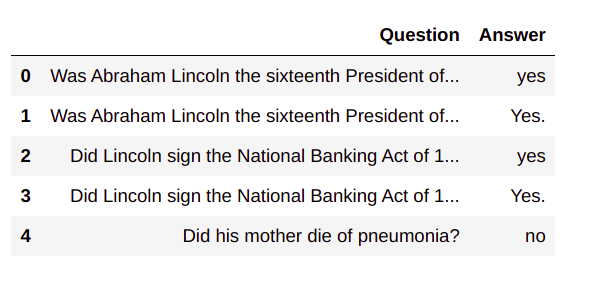 Question Answer
0 Was Abraham Lincoln the sixteenth President of... yes
1 Was Abraham Lincoln the sixteenth President of... Yes.
2 Did Lincoln sign the National Banking Act of 1... yes
3 Did Lincoln sign the National Banking Act of 1... Yes.
4 Did his mother die of pneumonia? no